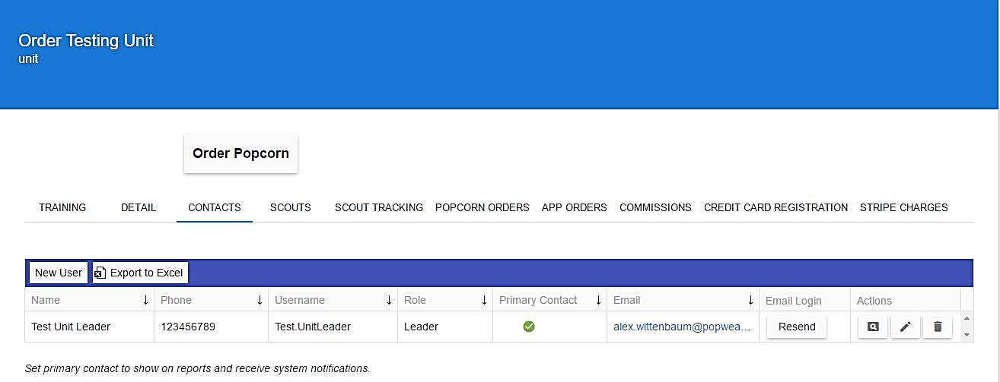 Order Testing Unit
unit
Order Popcorn
TRAINING DETAIL CONTACTS SCOUTS SCOUT TRACKING POPCORN ORDERS APP ORDERS COMMISSIONS CREDIT CARD REGISTRATION STRIPE CHARGES
New User Export to Excel
Name Phone Username Role Primary Contact Email Email Login Actions
Test Unit Leader 123456789 Test.UnitLeader Leader alex.wittenbaum@popwea... Resend
Set primary contact to show on reports and receive system notifications.